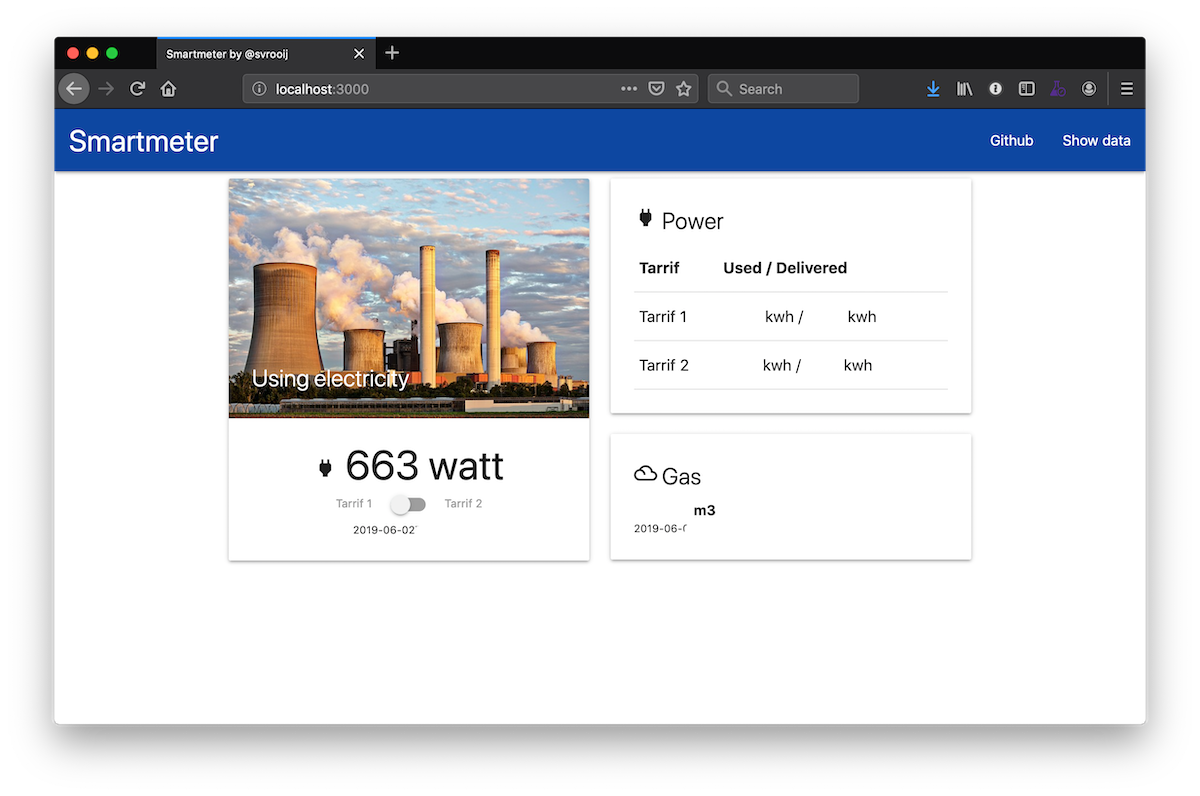 Smartmeter by @svrooij
localhost:3000
Search
Smartmeter
Github
Show data
Using electricity
663 watt
Tarrif 1
Tarrif 2
2019-06-02
Power
Tarrif Used / Delivered
Tarrif 1 kwh / kwh
Tarrif 2 kwh / kwh
Gas
m3
2019-06-